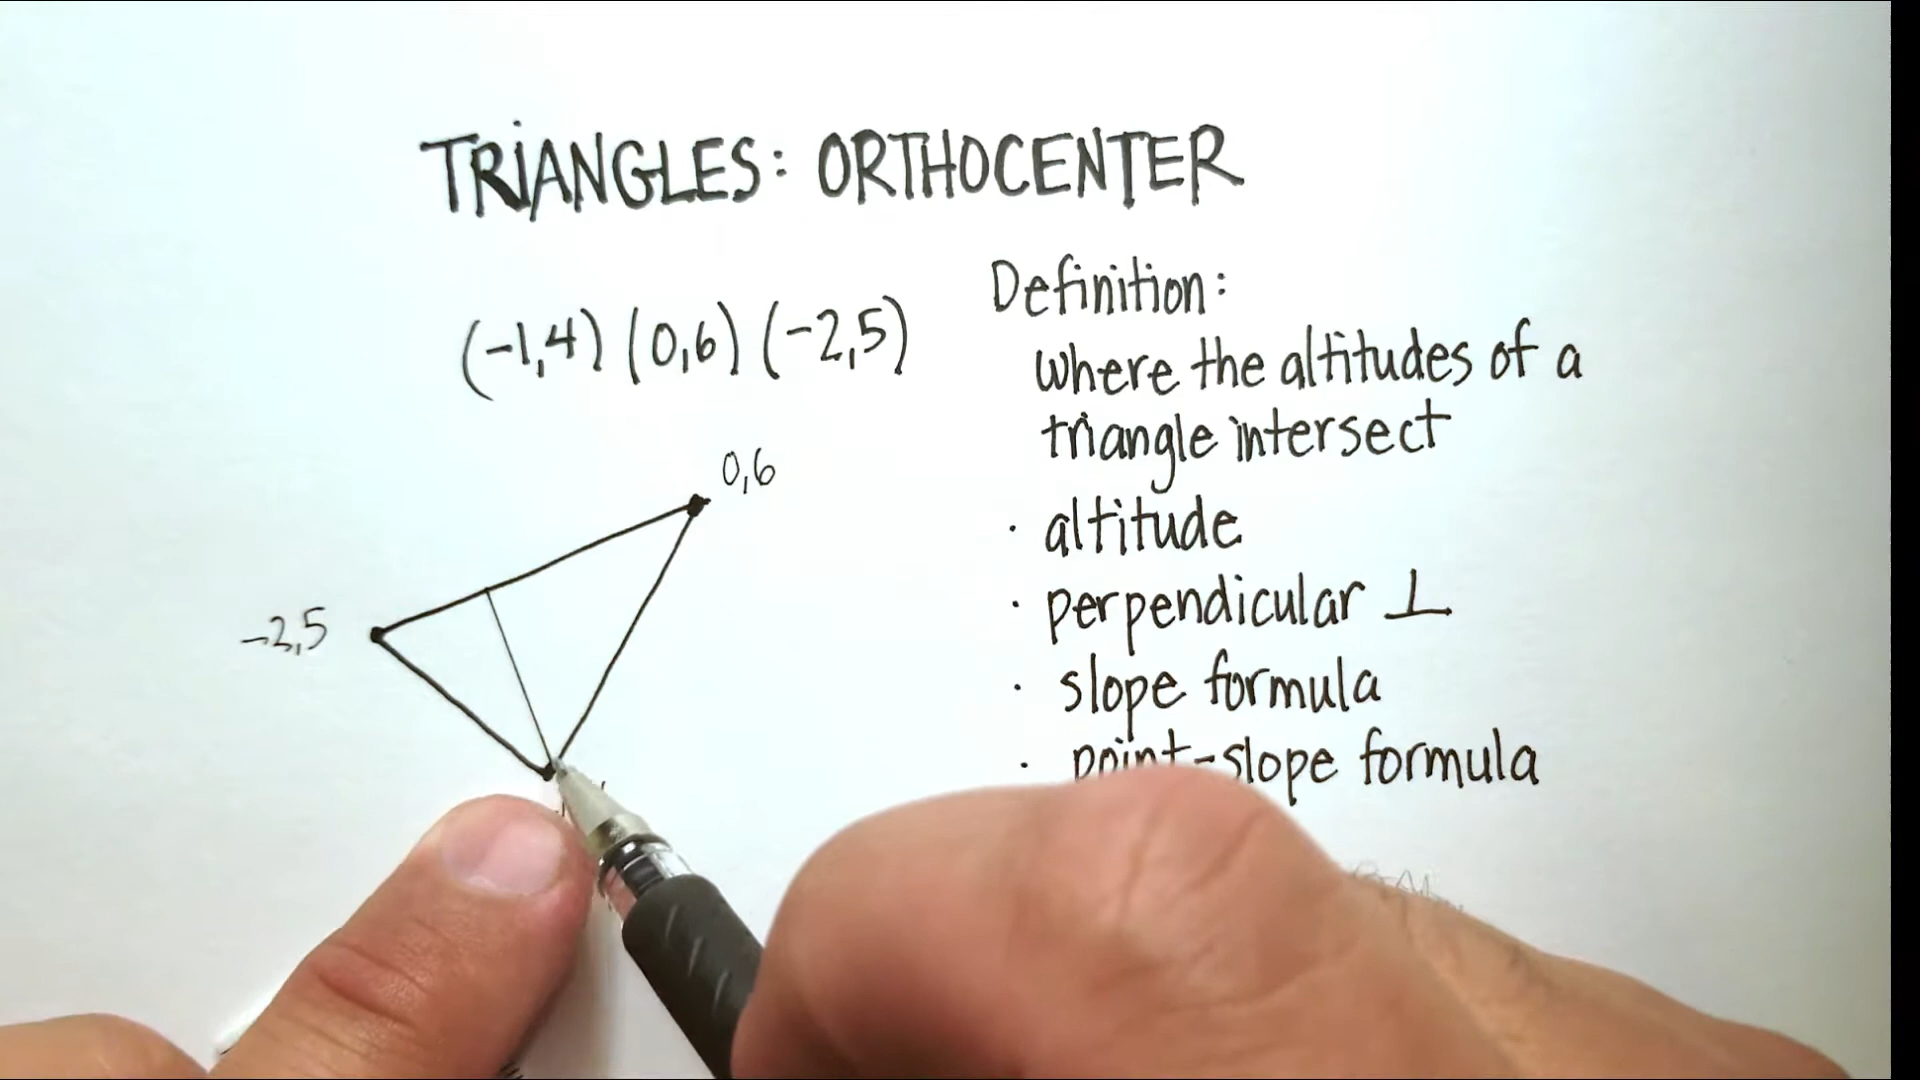 TRIANGLES: ORTHOCENTER
(-1,4) (0,6) (-2,5)
Definition:
where the altitudes of a
triangle intersect
· altitude
· perpendicular ⊥
· slope formula
· point-slope formula
0,6
-2,5